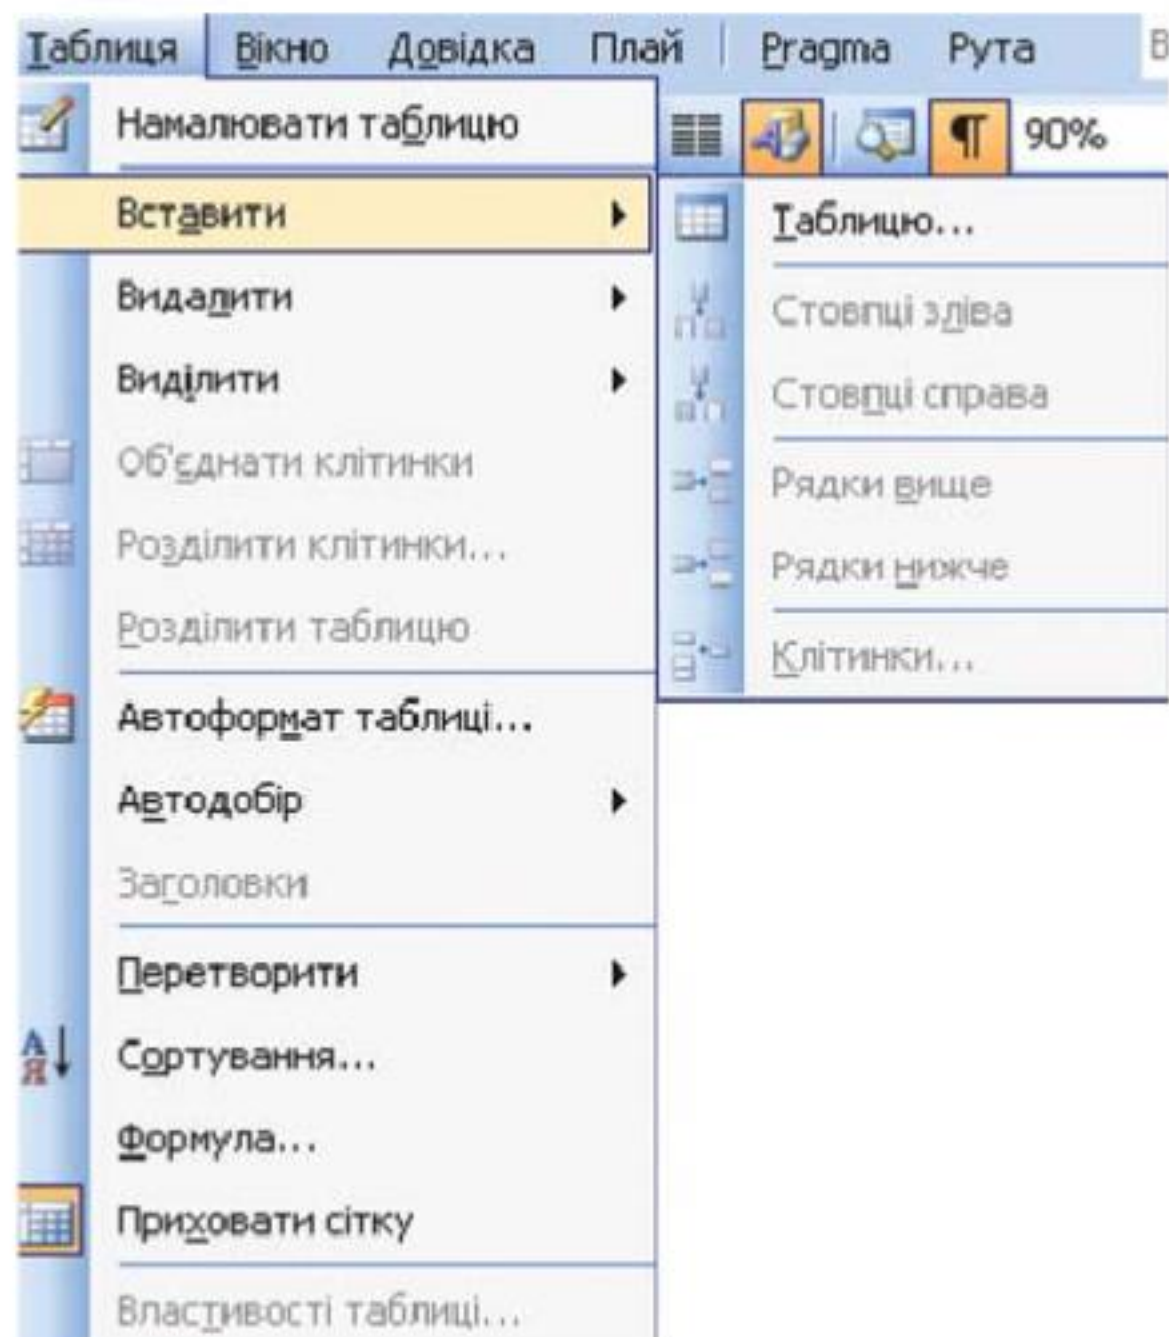 Таблиця Вікно Довідка Плай Pragma Рута
Намалювати таблицю
90%
Вставити
Видалити
Виділити
Об'єднати клітинки
Розділити клітинки...
Розділити таблицю
Автоформат таблиці...
Автодобір
Заголовки
Перетворити
Сортування...
Формула...
Приховати сітку
Властивості таблиці...
Таблицю...
Стовпці зліва
Стовпці справа
Рядки вище
Рядки нижче
Клітинки...